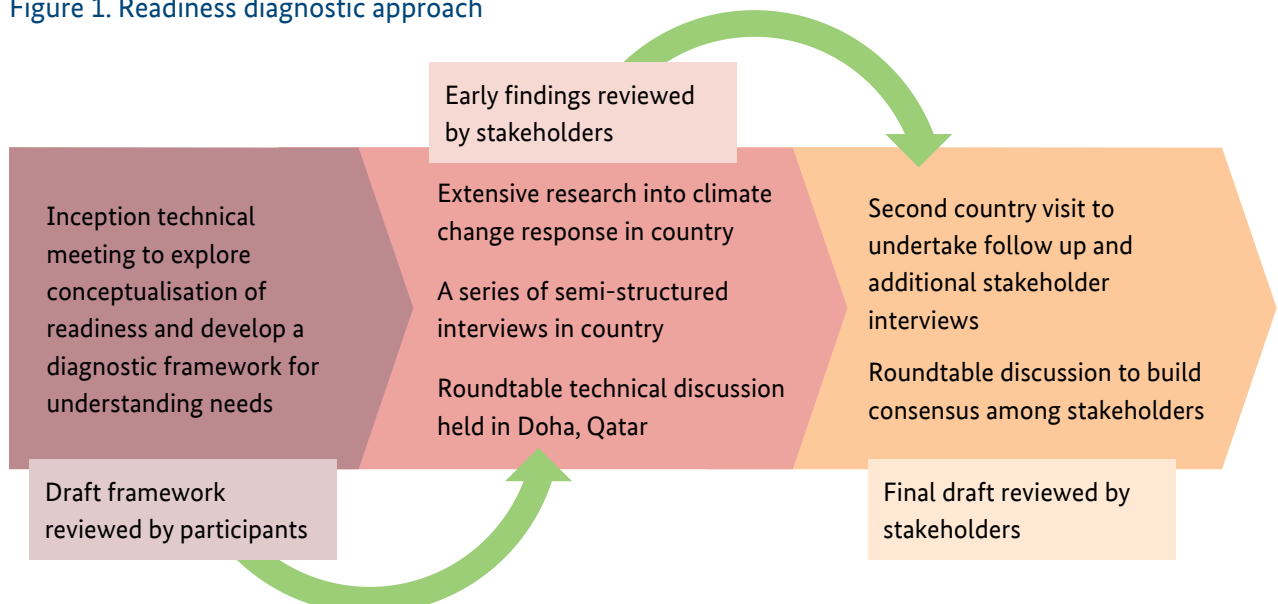 Figure 1. Readiness diagnostic approach
Inception technical
meeting to explore
conceptualisation of
readiness and develop a
diagnostic framework for
understanding needs
Draft framework
reviewed by participants
Early findings reviewed
by stakeholders
Extensive research into climate
change response in country
A series of semi-structured
interviews in country
Roundtable technical discussion
held in Doha, Qatar
Second country visit to
undertake follow up and
additional stakeholder
interviews
Roundtable discussion to build
consensus among stakeholders
Final draft reviewed by
stakeholders